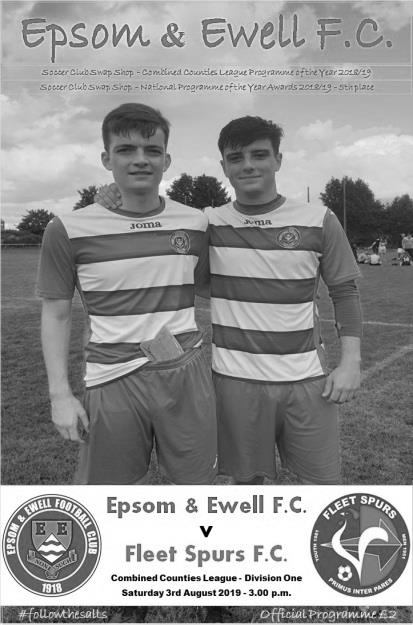 Epsom & Ewell F.C.
Soccer Club Swap Shop - Combined Counties League Programme of the Year 2018/19
Soccer Club Swap Shop - National Programme of the Year Awards 2018/19 - 5th place
Joma
Joma
EPSOM & EWELL FOOTBALL CLUB
E E
NONE SUCH
1918
Epsom & Ewell F.C.
v
Fleet Spurs F.C.
Combined Counties League - Division One
Saturday 3rd August 2019 - 3.00 p.m.
FLEET SPURS
PRIMUS INTER PARES
#followthesalts
Official Programme £2